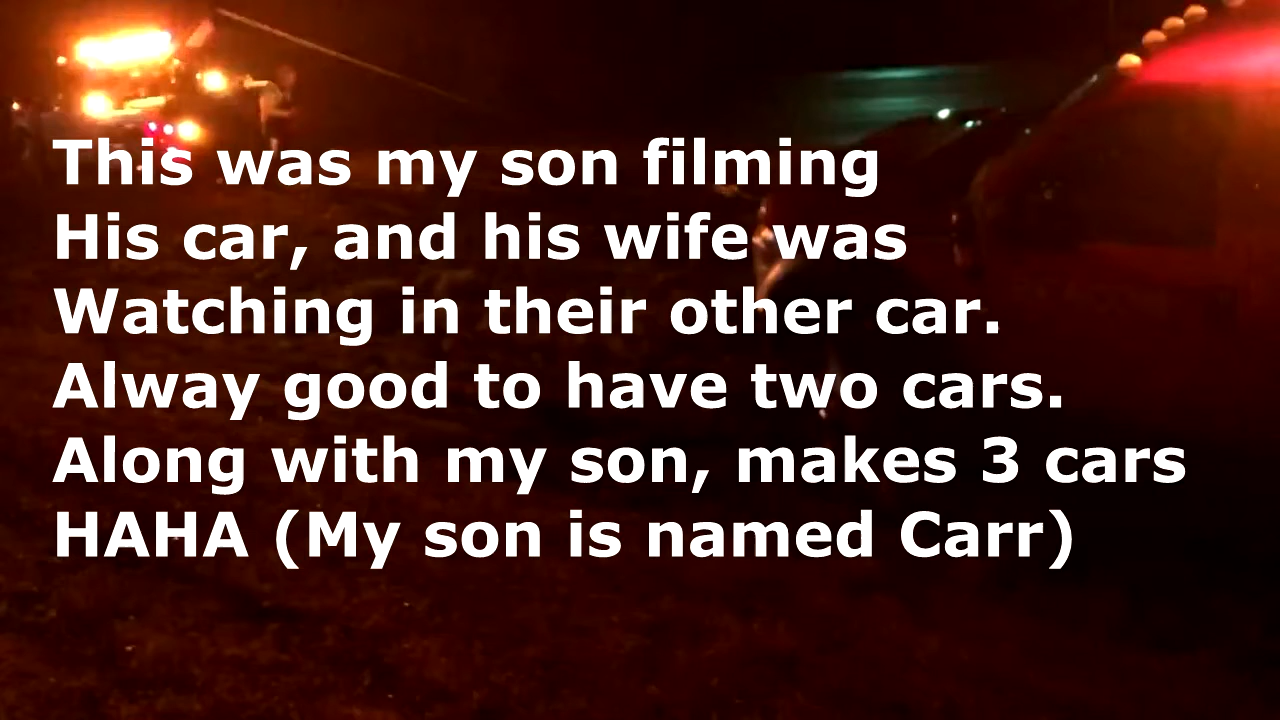 This was my son filming
His car, and his wife was
Watching in their other car.
Alway good to have two cars.
Along with my son, makes 3 cars
HAHA (My son is named Carr)